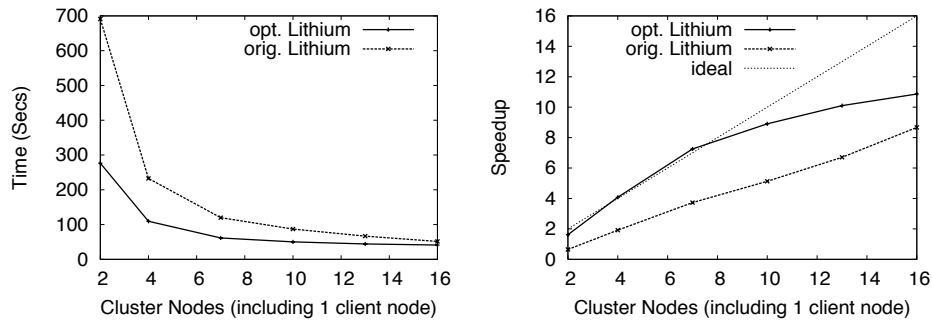 700
600
500
400
300
200
100
0
Time (Secs)
opt. Lithium
orig. Lithium
2 4 6 8 10 12 14 16
Cluster Nodes (including 1 client node)
16
14
12
10
8
6
4
2
0
Speedup
opt. Lithium
orig. Lithium
ideal
2 4 6 8 10 12 14 16
Cluster Nodes (including 1 client node)